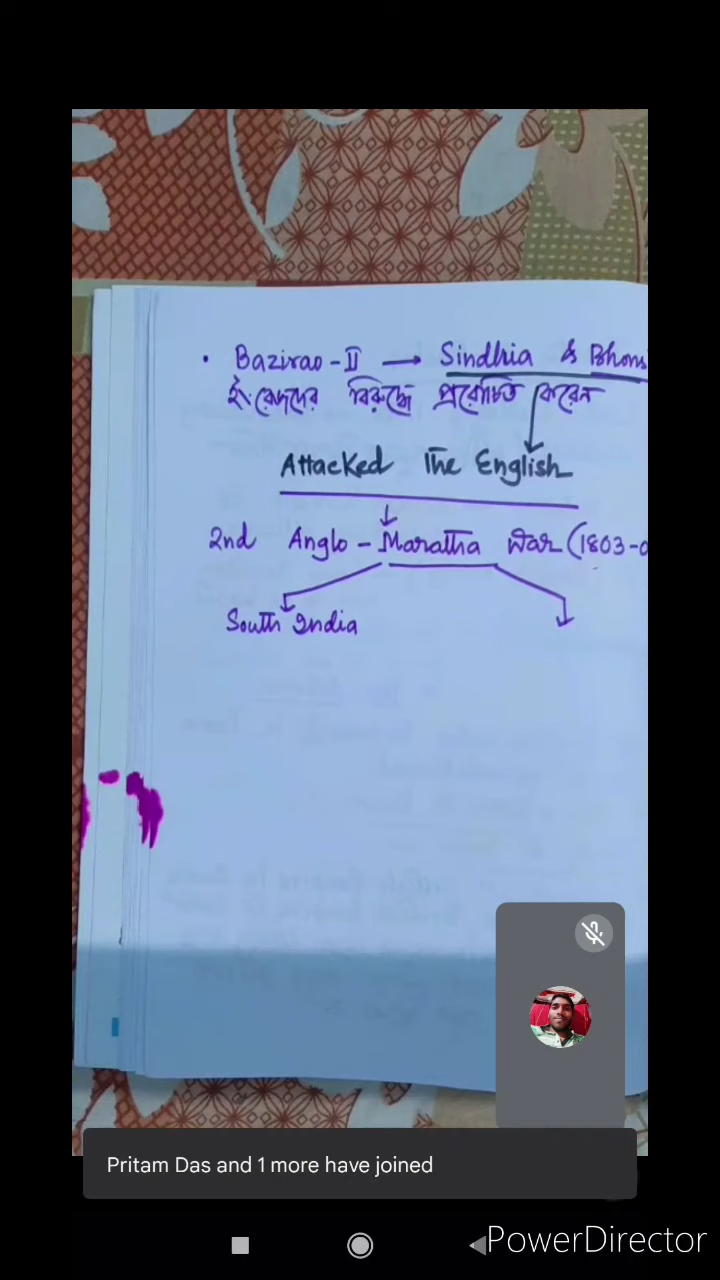 • Bazirao - II → Sindhia & Bhons
ইংরেজদের বিরুদ্ধে প্ররোচিত করেন
Attacked The English
2nd Anglo - Maratha War (1803-0
South India
Pritam Das and 1 more have joined
PowerDirector